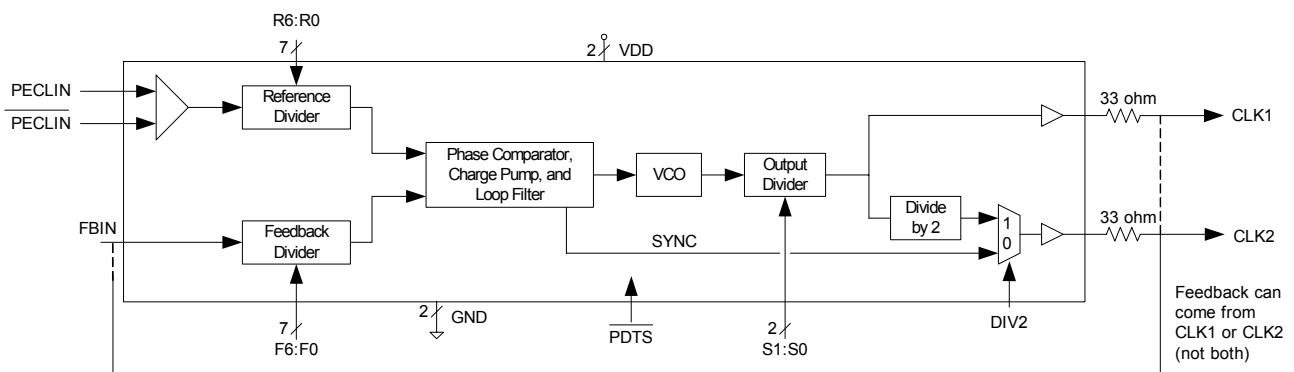 R6:R0
7
2
VDD
PECLIN
PECLIN
Reference
Divider
33 ohm
CLK1
Phase Comparator,
Charge Pump, and
Loop Filter
VCO
Output
Divider
Divide
by 2
1
0
33 ohm
CLK2
FBIN
Feedback
Divider
SYNC
2
GND
PDTS
7
F6:F0
2
S1:S0
DIV2
Feedback can
come from
CLK1 or CLK2
(not both)